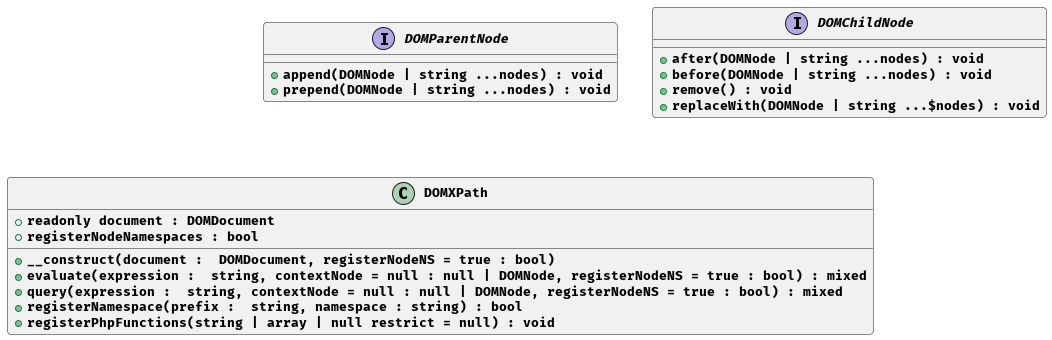 I DOMParentNode
append(DOMNode | string ...nodes) : void
prepend(DOMNode | string ...nodes) : void
I DOMChildNode
after(DOMNode | string ...nodes) : void
before(DOMNode | string ...nodes) : void
remove() : void
replaceWith(DOMNode | string ...$nodes) : void
C DOMXPath
readonly document : DOMDocument
registerNodeNamespaces : bool
__construct(document :  DOMDocument, registerNodeNS = true : bool)
evaluate(expression :  string, contextNode = null : null | DOMNode, registerNodeNS = true : bool) : mixed
query(expression :  string, contextNode = null : null | DOMNode, registerNodeNS = true : bool) : mixed
registerNamespace(prefix :  string, namespace : string) : bool
registerPhpFunctions(string | array | null restrict = null) : void